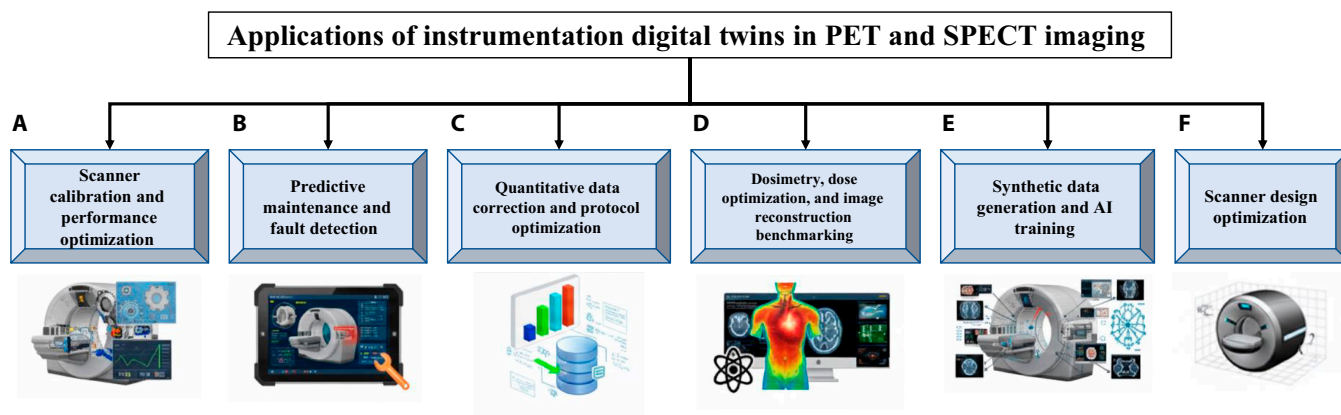 Applications of instrumentation digital twins in PET and SPECT imaging
A
B
C
D
E
F
Scanner
calibration and
performance
optimization
Predictive
maintenance and
fault detection
Quantitative data
correction and protocol
optimization
Dosimetry, dose
optimization, and image
reconstruction
benchmarking
Synthetic data
generation and AI
training
Scanner design
optimization